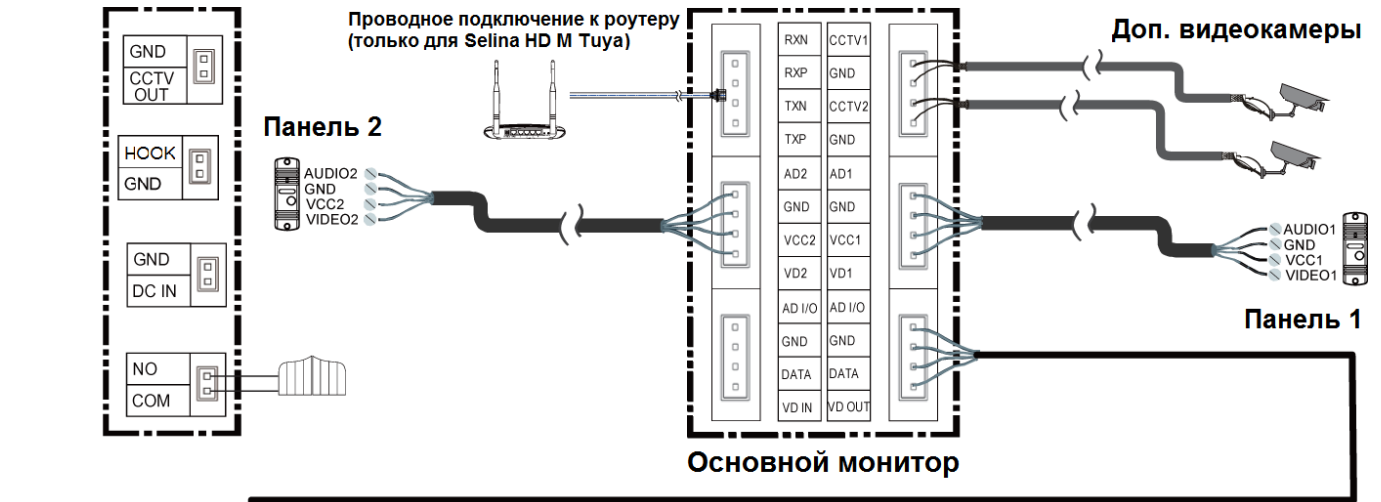 GND
CCTV
OUT
HOOK
GND
GND
DC IN
NO
COM
Проводное подключение к роутеру
(только для Selina HD M Tuya)
Панель 2
AUDIO2
GND
VCC2
VIDEO2
RXN CCTV1
RXP GND
TXN CCTV2
TXP GND
AD2 AD1
GND GND
VCC2 VCC1
VD2 VD1
AD I/O AD I/O
GND GND
DATA DATA
VD IN VD OUT
Основной монитор
Доп. видеокамеры
AUDIO1
GND
VCC1
VIDEO1
Панель 1